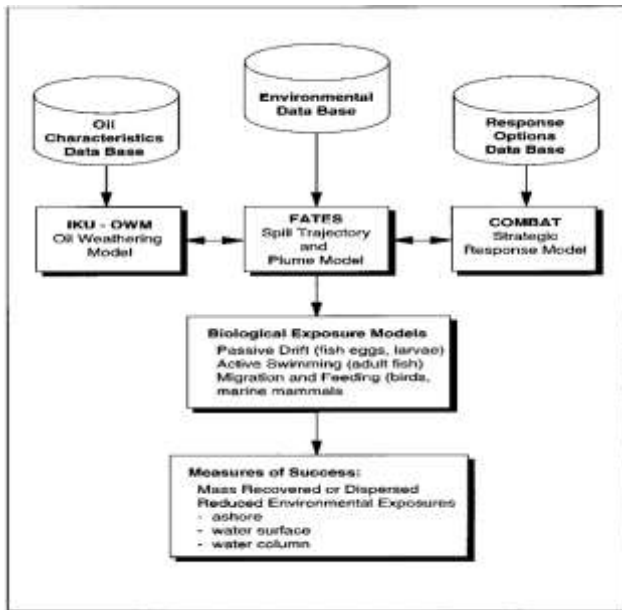 Oil
Characteristics
Data Base
Environmental
Data Base
Response
Options
Data Base
IKU - OWM
Oil Weathering
Model
FATES
Spill Trajectory
and
Plume Model
COMBAT
Strategic
Response Model
Biological Exposure Models
Passive Drift (fish eggs, larvae)
Active Swimming (adult fish)
Migration and Feeding (birds,
marine mammals
Measures of Success:
Mass Recovered or Dispersed
Reduced Environmental Exposures
- ashore
- water surface
- water column